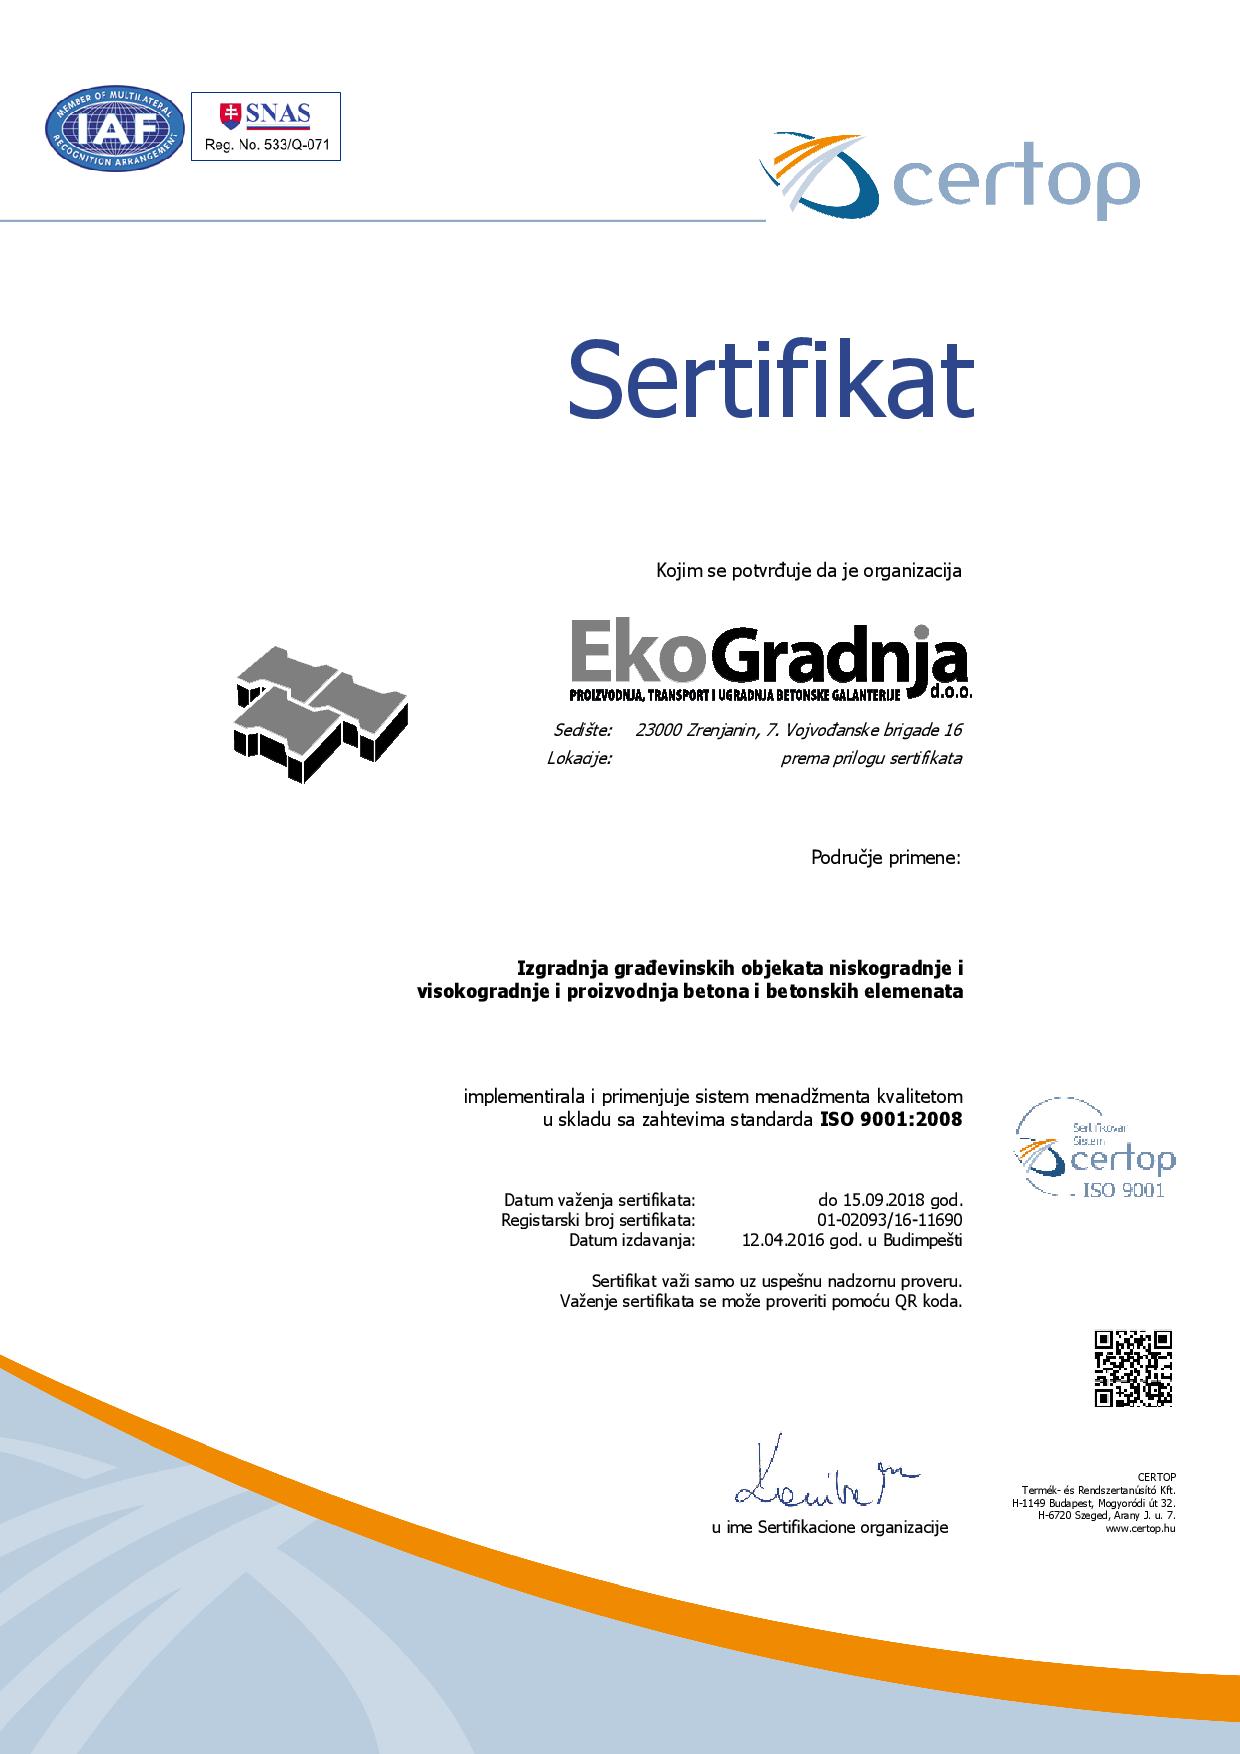 MEMBER OF MULTILATERAL
IAF
RECOGNITION ARRANGEMENT
SNAS
Reg. No. 533/Q-071
certop
Sertifikat
Kojim se potvrđuje da je organizacija
EkoGradnja
PROIZVODNJA, TRANSPORT I UGRADNJA BETONSKE GALANTERIJE d.o.o.
Sedište: 23000 Zrenjanin, 7. Vojvođanske brigade 16
Lokacije: prema prilogu sertifikata
Područje primene:
Izgradnja građevinskih objekata niskogradnje i
visokogradnje i proizvodnja betona i betonskih elemenata
implementirala i primenjuje sistem menadžmenta kvalitetom
u skladu sa zahtevima standarda ISO 9001:2008
Sertifikovan
Sistem
certop
ISO 9001
Datum važenja sertifikata: do 15.09.2018 god.
Registarski broj sertifikata: 01-02093/16-11690
Datum izdavanja: 12.04.2016 god. u Budimpešti
Sertifikat važi samo uz uspešnu nadzornu proveru.
Važenje sertifikata se može proveriti pomoću QR koda.
u ime Sertifikacione organizacije
CERTOP
Termék- és Rendszertanúsító Kft.
H-1149 Budapest, Mogyoródi út 32.
H-6720 Szeged, Arany J. u. 7.
www.certop.hu